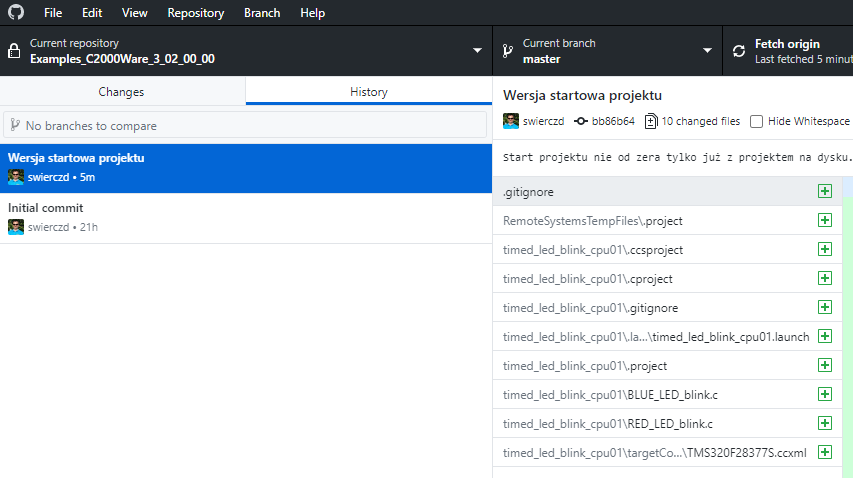 File Edit View Repository Branch Help
Current repository
Examples_C2000Ware_3_02_00_00
Current branch
master
Fetch origin
Last fetched 5 minut
Changes
History
No branches to compare
Wersja startowa projektu
swierczd • 5m
Initial commit
swierczd • 21h
Wersja startowa projektu
swierczd bb86b64 10 changed files Hide Whitespace
Start projektu nie od zera tylko już z projektem na dysku.
.gitignore
RemoteSystemsTempFiles\.project
timed_led_blink_cpu01\.ccsproject
timed_led_blink_cpu01\.cproject
timed_led_blink_cpu01\.gitignore
timed_led_blink_cpu01\.la...\timed_led_blink_cpu01.launch
timed_led_blink_cpu01\.project
timed_led_blink_cpu01\BLUE_LED_blink.c
timed_led_blink_cpu01\RED_LED_blink.c
timed_led_blink_cpu01\targetCo...\TMS320F28377S.ccxml